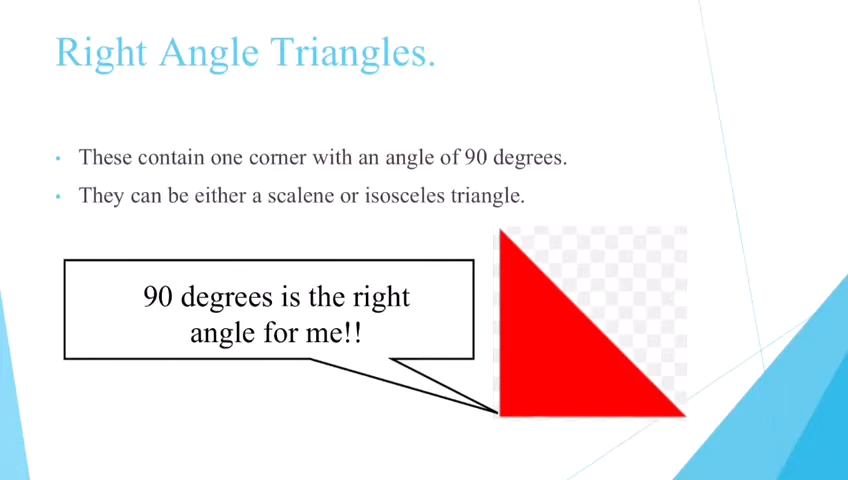 Right Angle Triangles.
These contain one corner with an angle of 90 degrees.
They can be either a scalene or isosceles triangle.
90 degrees is the right
angle for me!!